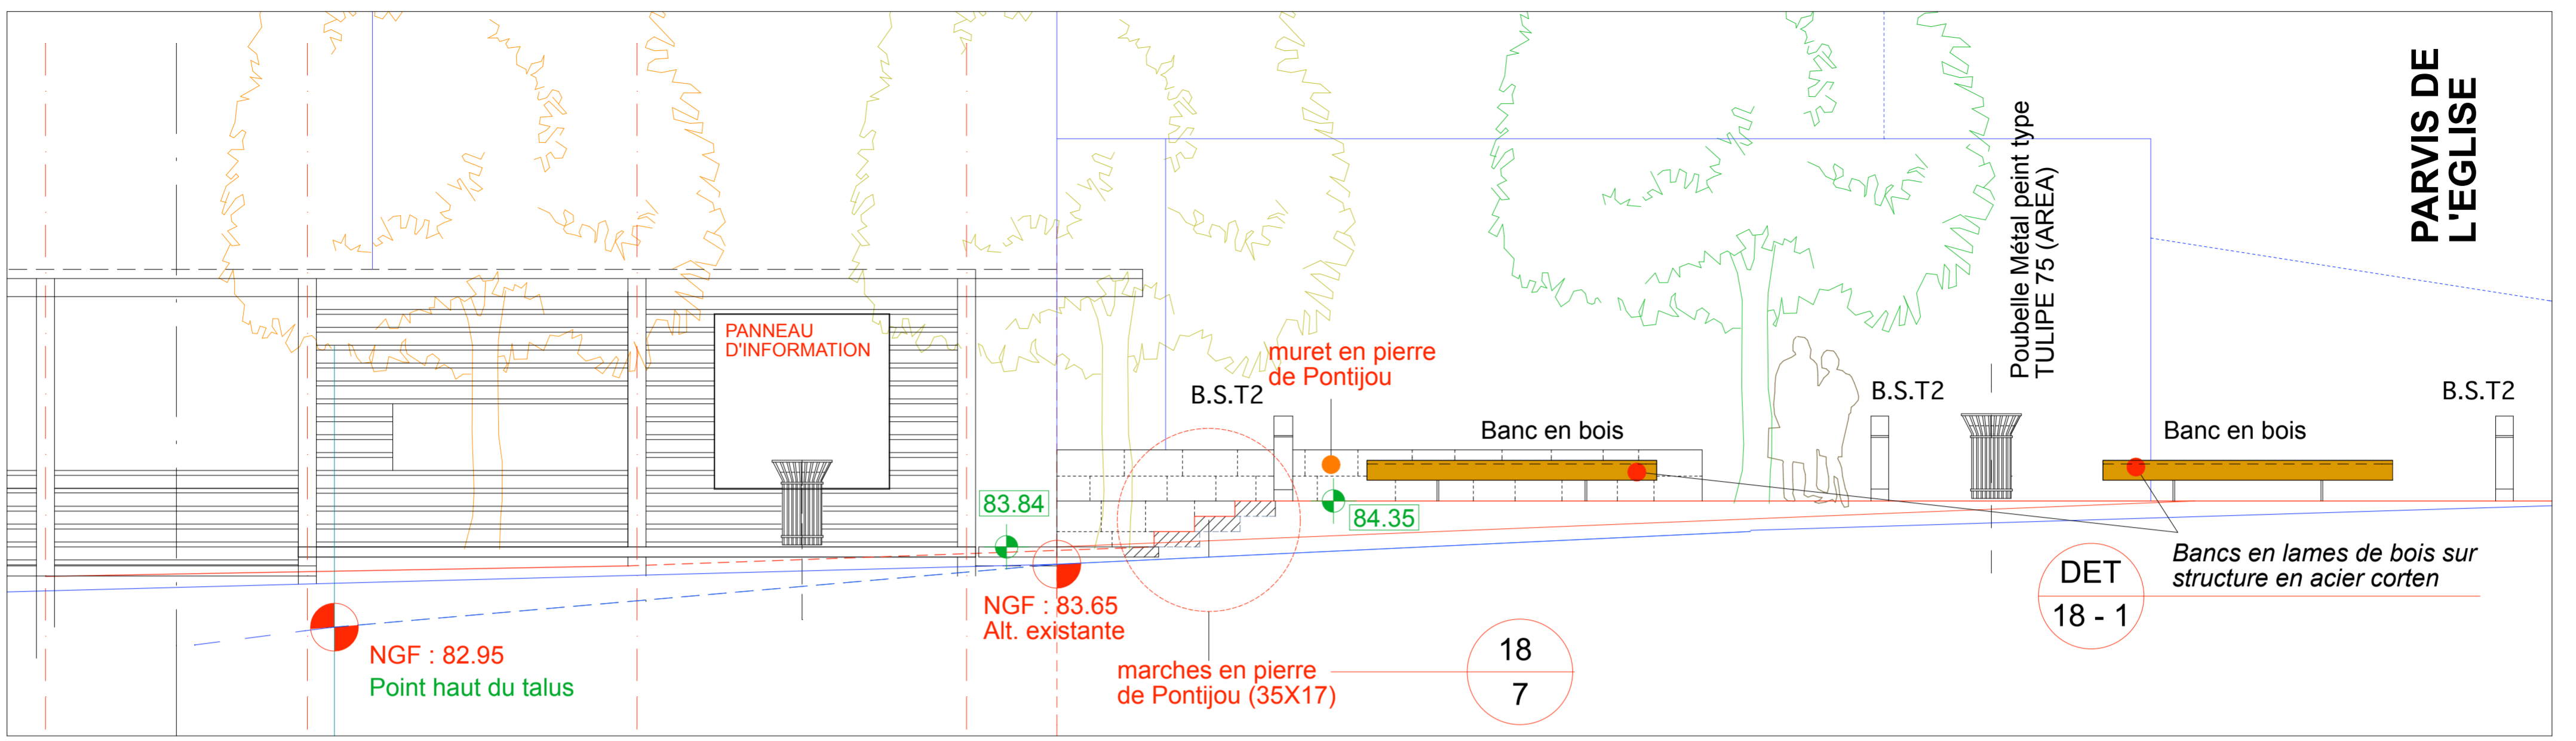 PARVIS DE
L'EGLISE
Poubelle Métal peint type
TULIPE 75 (AREA)
PANNEAU
D'INFORMATION
muret en pierre
de Pontijou
B.S.T2
B.S.T2
B.S.T2
Banc en bois
Banc en bois
83.84
84.35
Bancs en lames de bois sur
structure en acier corten
DET
18 - 1
NGF : 83.65
Alt. existante
NGF : 82.95
Point haut du talus
marches en pierre
de Pontijou (35X17)
18
7